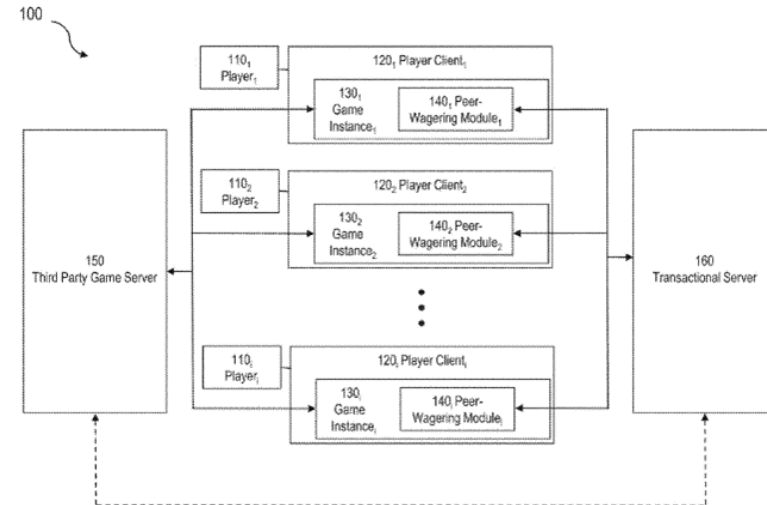 100
110₁
Player₁
120₁ Player Client₁
130₁
Game
Instance₁
140₁ Peer-
Wagering Module₁
110₂
Player₂
120₂ Player Client₂
130₂
Game
Instance₂
140₂ Peer-
Wagering Module₂
150
Third Party Game Server
160
Transactional Server
110ᵢ
Playerᵢ
120ᵢ Player Clientᵢ
130ᵢ
Game
Instanceᵢ
140ᵢ Peer-
Wagering Moduleᵢ